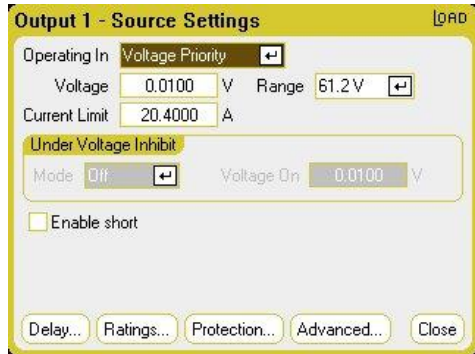 Output 1 - Source Settings LOAD
Operating In Voltage Priority
Voltage 0.0100 V Range 61.2 V
Current Limit 20.4000 A
Under Voltage Inhibit
Mode Off Voltage On 0.0100 V
Enable short
Delay... Ratings... Protection... Advanced... Close